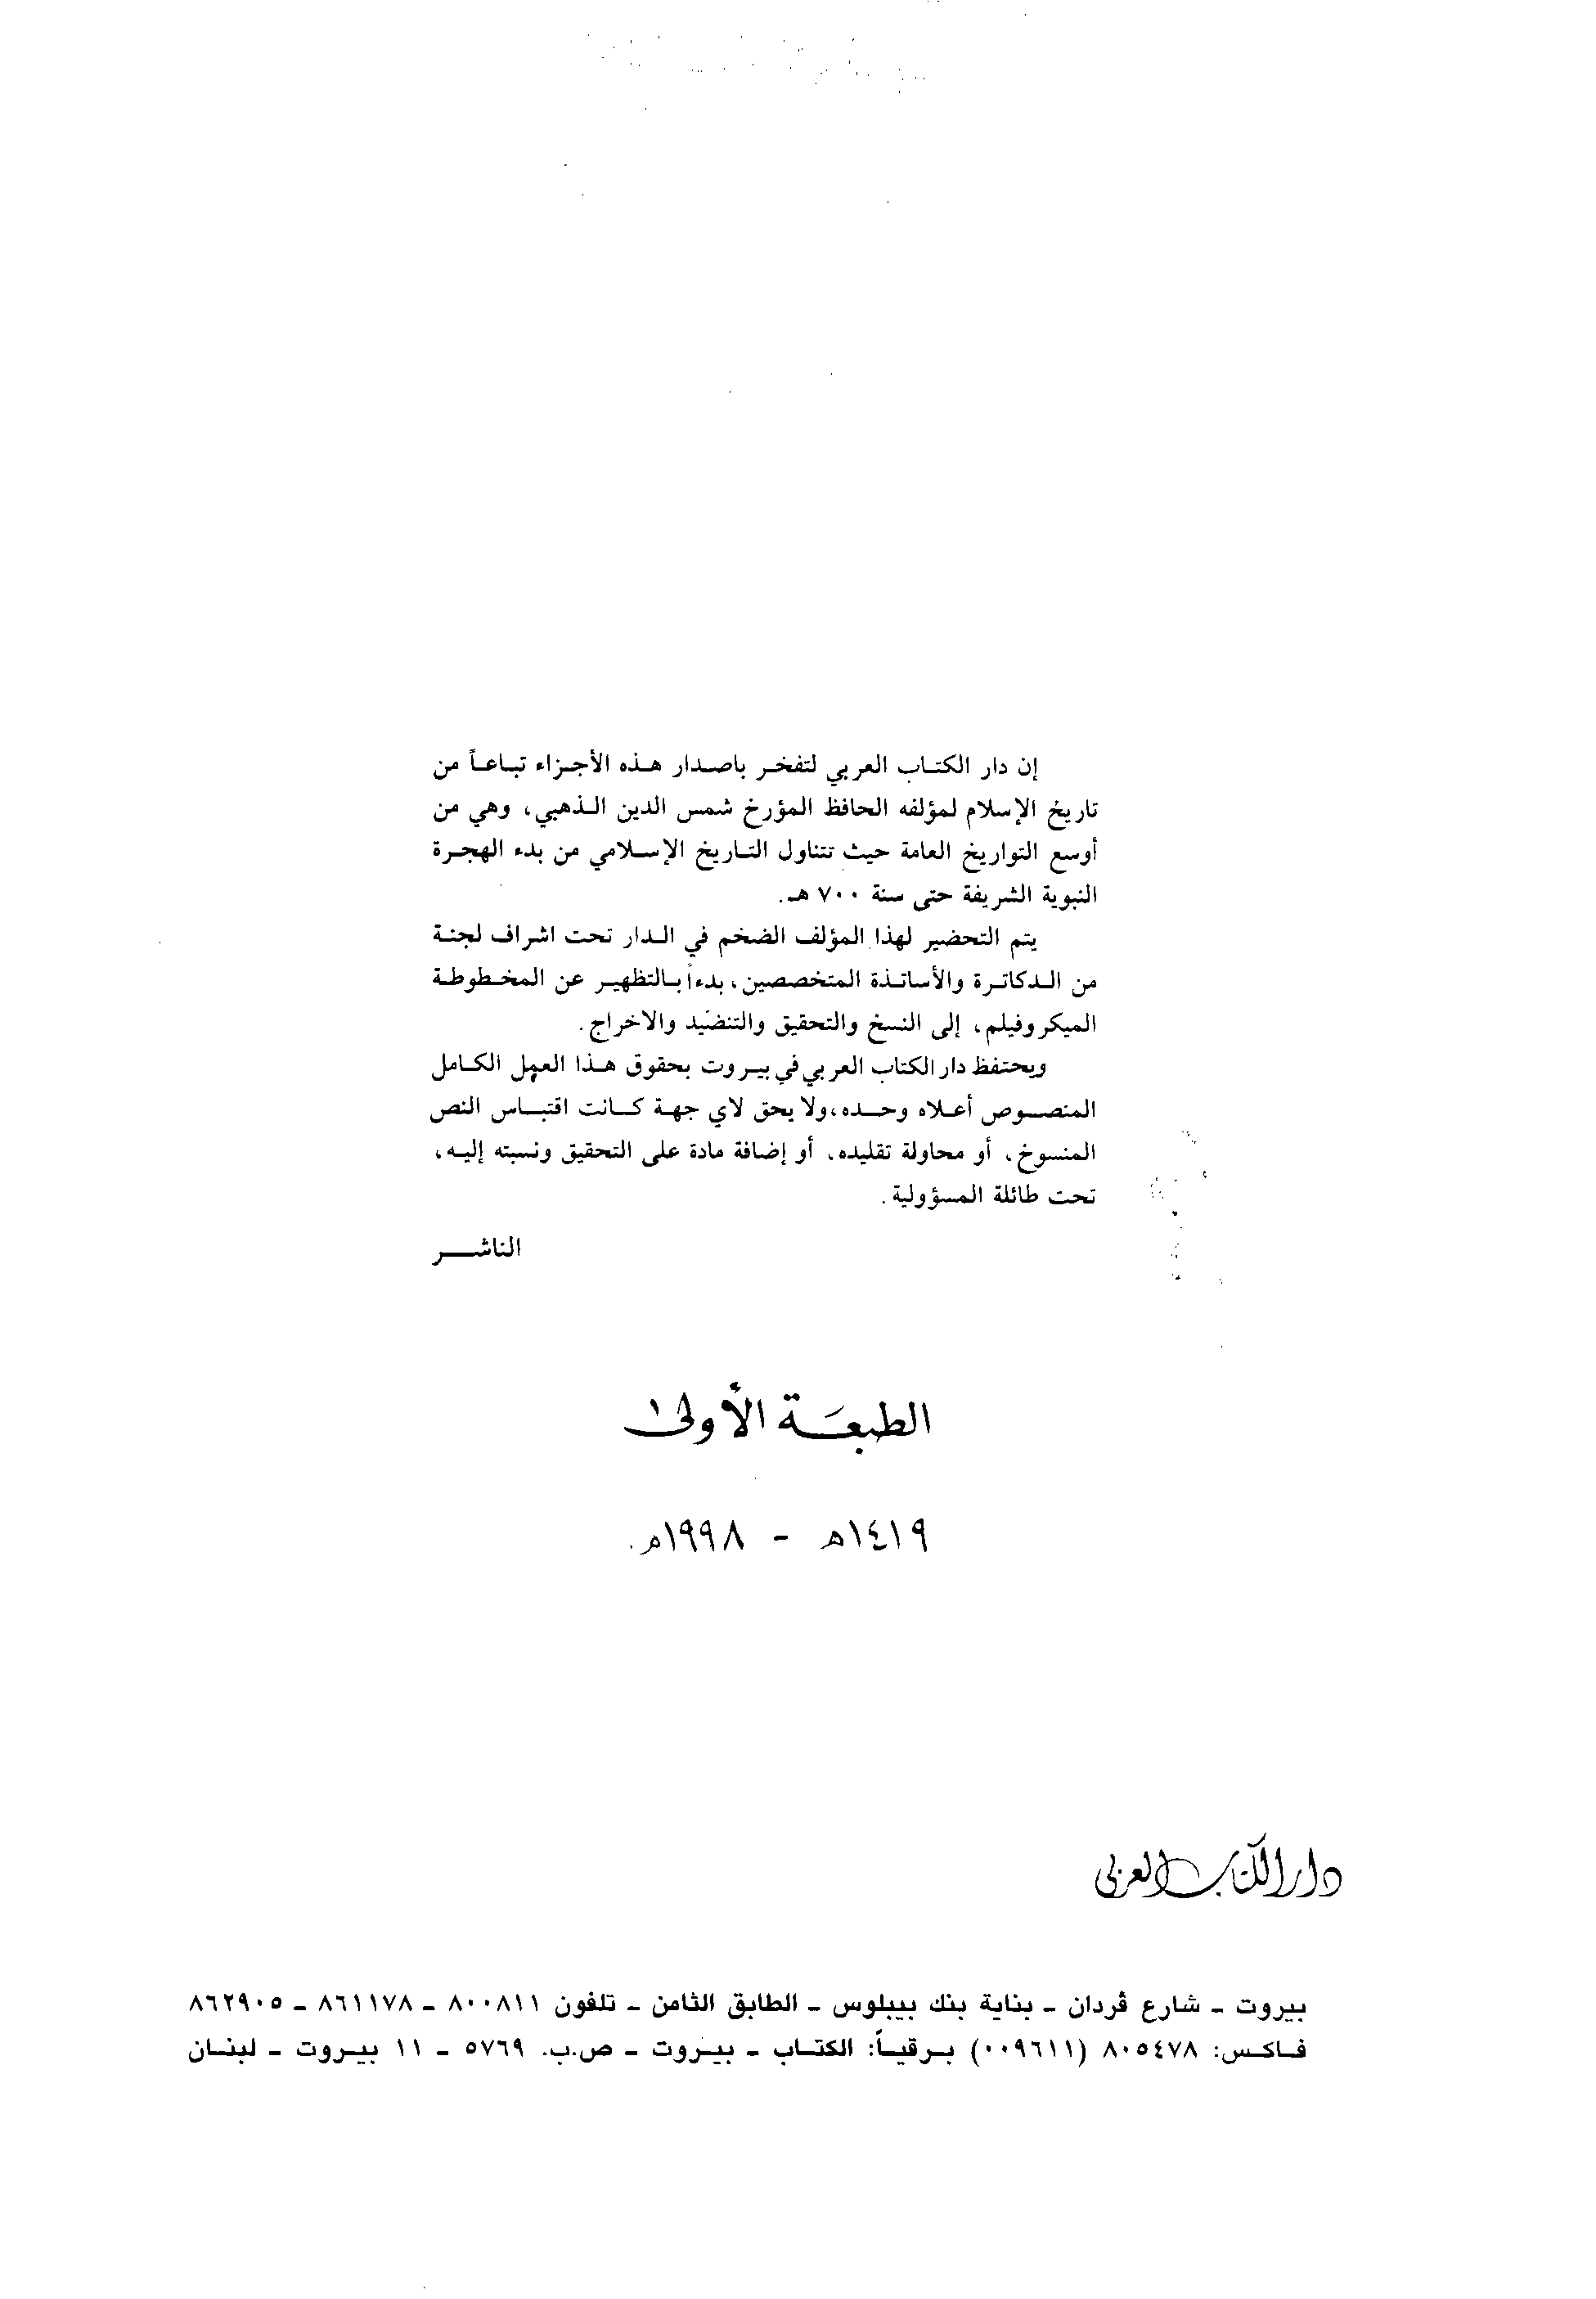 إن دار الكتاب العربي لتفخر باصدار هذه الأجزاء تباعاً من
تاريخ الإسلام لمؤلفه الحافظ المؤرخ شمس الدين الذهبي، وهي من
أوسع التواريخ العامة حيث تتناول التاريخ الإسلامي من بدء الهجرة
النبوية الشريفة حتى سنة ٧٠٠ هـ.
يتم التحضير لهذا المؤلف الضخم في الدار تحت اشراف لجنة
من الدكاترة والأساتذة المتخصصين، بدءاً بالتظهير عن المخطوطة
الميكروفيلم، إلى النسخ والتحقيق والتنضيد والاخراج.
ويحتفظ دار الكتاب العربي في بيروت بحقوق هذا العمل الكامل
المنصوص أعلاه وحده، ولا يحق لاي جهة كانت اقتباس النص
المنسوخ، أو محاولة تقليده، أو إضافة مادة على التحقيق ونسبته إليه،
تحت طائلة المسؤولية.
الناشر
الطبعَة الأولى
١٤١٩هـ - ١٩٩٨م.
دار الكتاب العربي
بيروت - شارع ڤردان - بناية بنك بيبلوس - الطابق الثامن - تلفون ٨٠٠٨١١ - ٨٦١١٧٨ - ٨٦٢٩٠٥
فاكس: ٨٠٥٤٧٨ (٠٠٩٦١١) برقياً: الكتاب - بيروت - ص.ب. ٥٧٦٩ - ١١ بيروت - لبنان